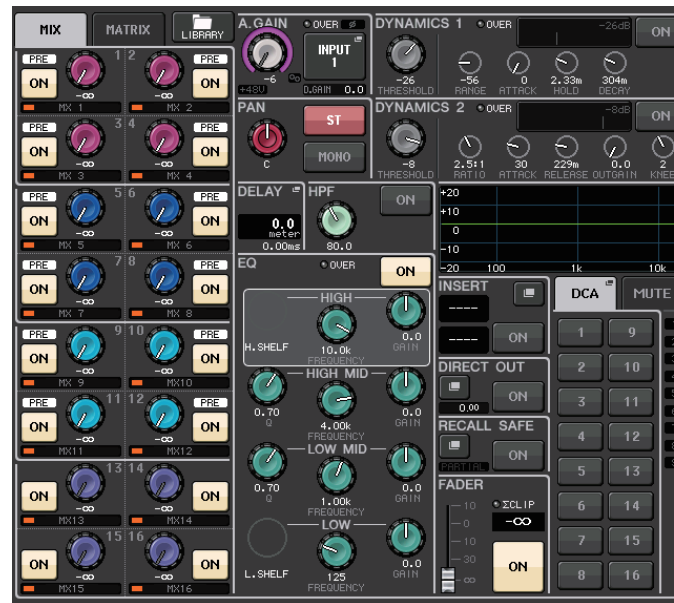 MIX MATRIX LIBRARY
PRE 1 2 PRE
ON ON
-∞ -∞
MX 1 MX 2
PRE 3 4 PRE
ON ON
-∞ -∞
MX 3 MX 4
PRE 5 6 PRE
ON ON
-∞ -∞
MX 5 MX 6
PRE 7 8 PRE
ON ON
-∞ -∞
MX 7 MX 8
PRE 9 10 PRE
ON ON
-∞ -∞
MX 9 MX10
PRE 11 12 PRE
ON ON
-∞ -∞
MX11 MX12
13 14
ON ON
-∞ -∞
MX13 MX14
15 16
ON ON
-∞ -∞
MX15 MX16
A.GAIN OVER ø
INPUT
1
-6
+48V D.GAIN 0.0
PAN
ST
MONO
C
DELAY
0.0
meter
0.00ms
HPF
ON
80.0
EQ OVER ON
HIGH
H.SHELF 10.0k 0.0
FREQUENCY GAIN
HIGH MID
0.70 4.00k 0.0
Q FREQUENCY GAIN
LOW MID
0.70 1.00k 0.0
Q FREQUENCY GAIN
LOW
L.SHELF 125 0.0
FREQUENCY GAIN
DYNAMICS 1 OVER -26dB ON
-26 -56 0 2.33m 304m
THRESHOLD RANGE ATTACK HOLD DECAY
DYNAMICS 2 OVER -8dB ON
-8 2.5:1 30 229m 0.0 2
THRESHOLD RATIO ATTACK RELEASE OUTGAIN KNEE
+20
+10
0
-10
-20 100 1k 10k
INSERT
----
----
ON
DIRECT OUT
ON
0.00
RECALL SAFE
ON
PARTIAL
FADER
10
0
10
30
∞
ΣCLIP
-∞
ON
DCA MUTE
1 9
2 10
3 11
4 12
5 13
6 14
7 15
8 16